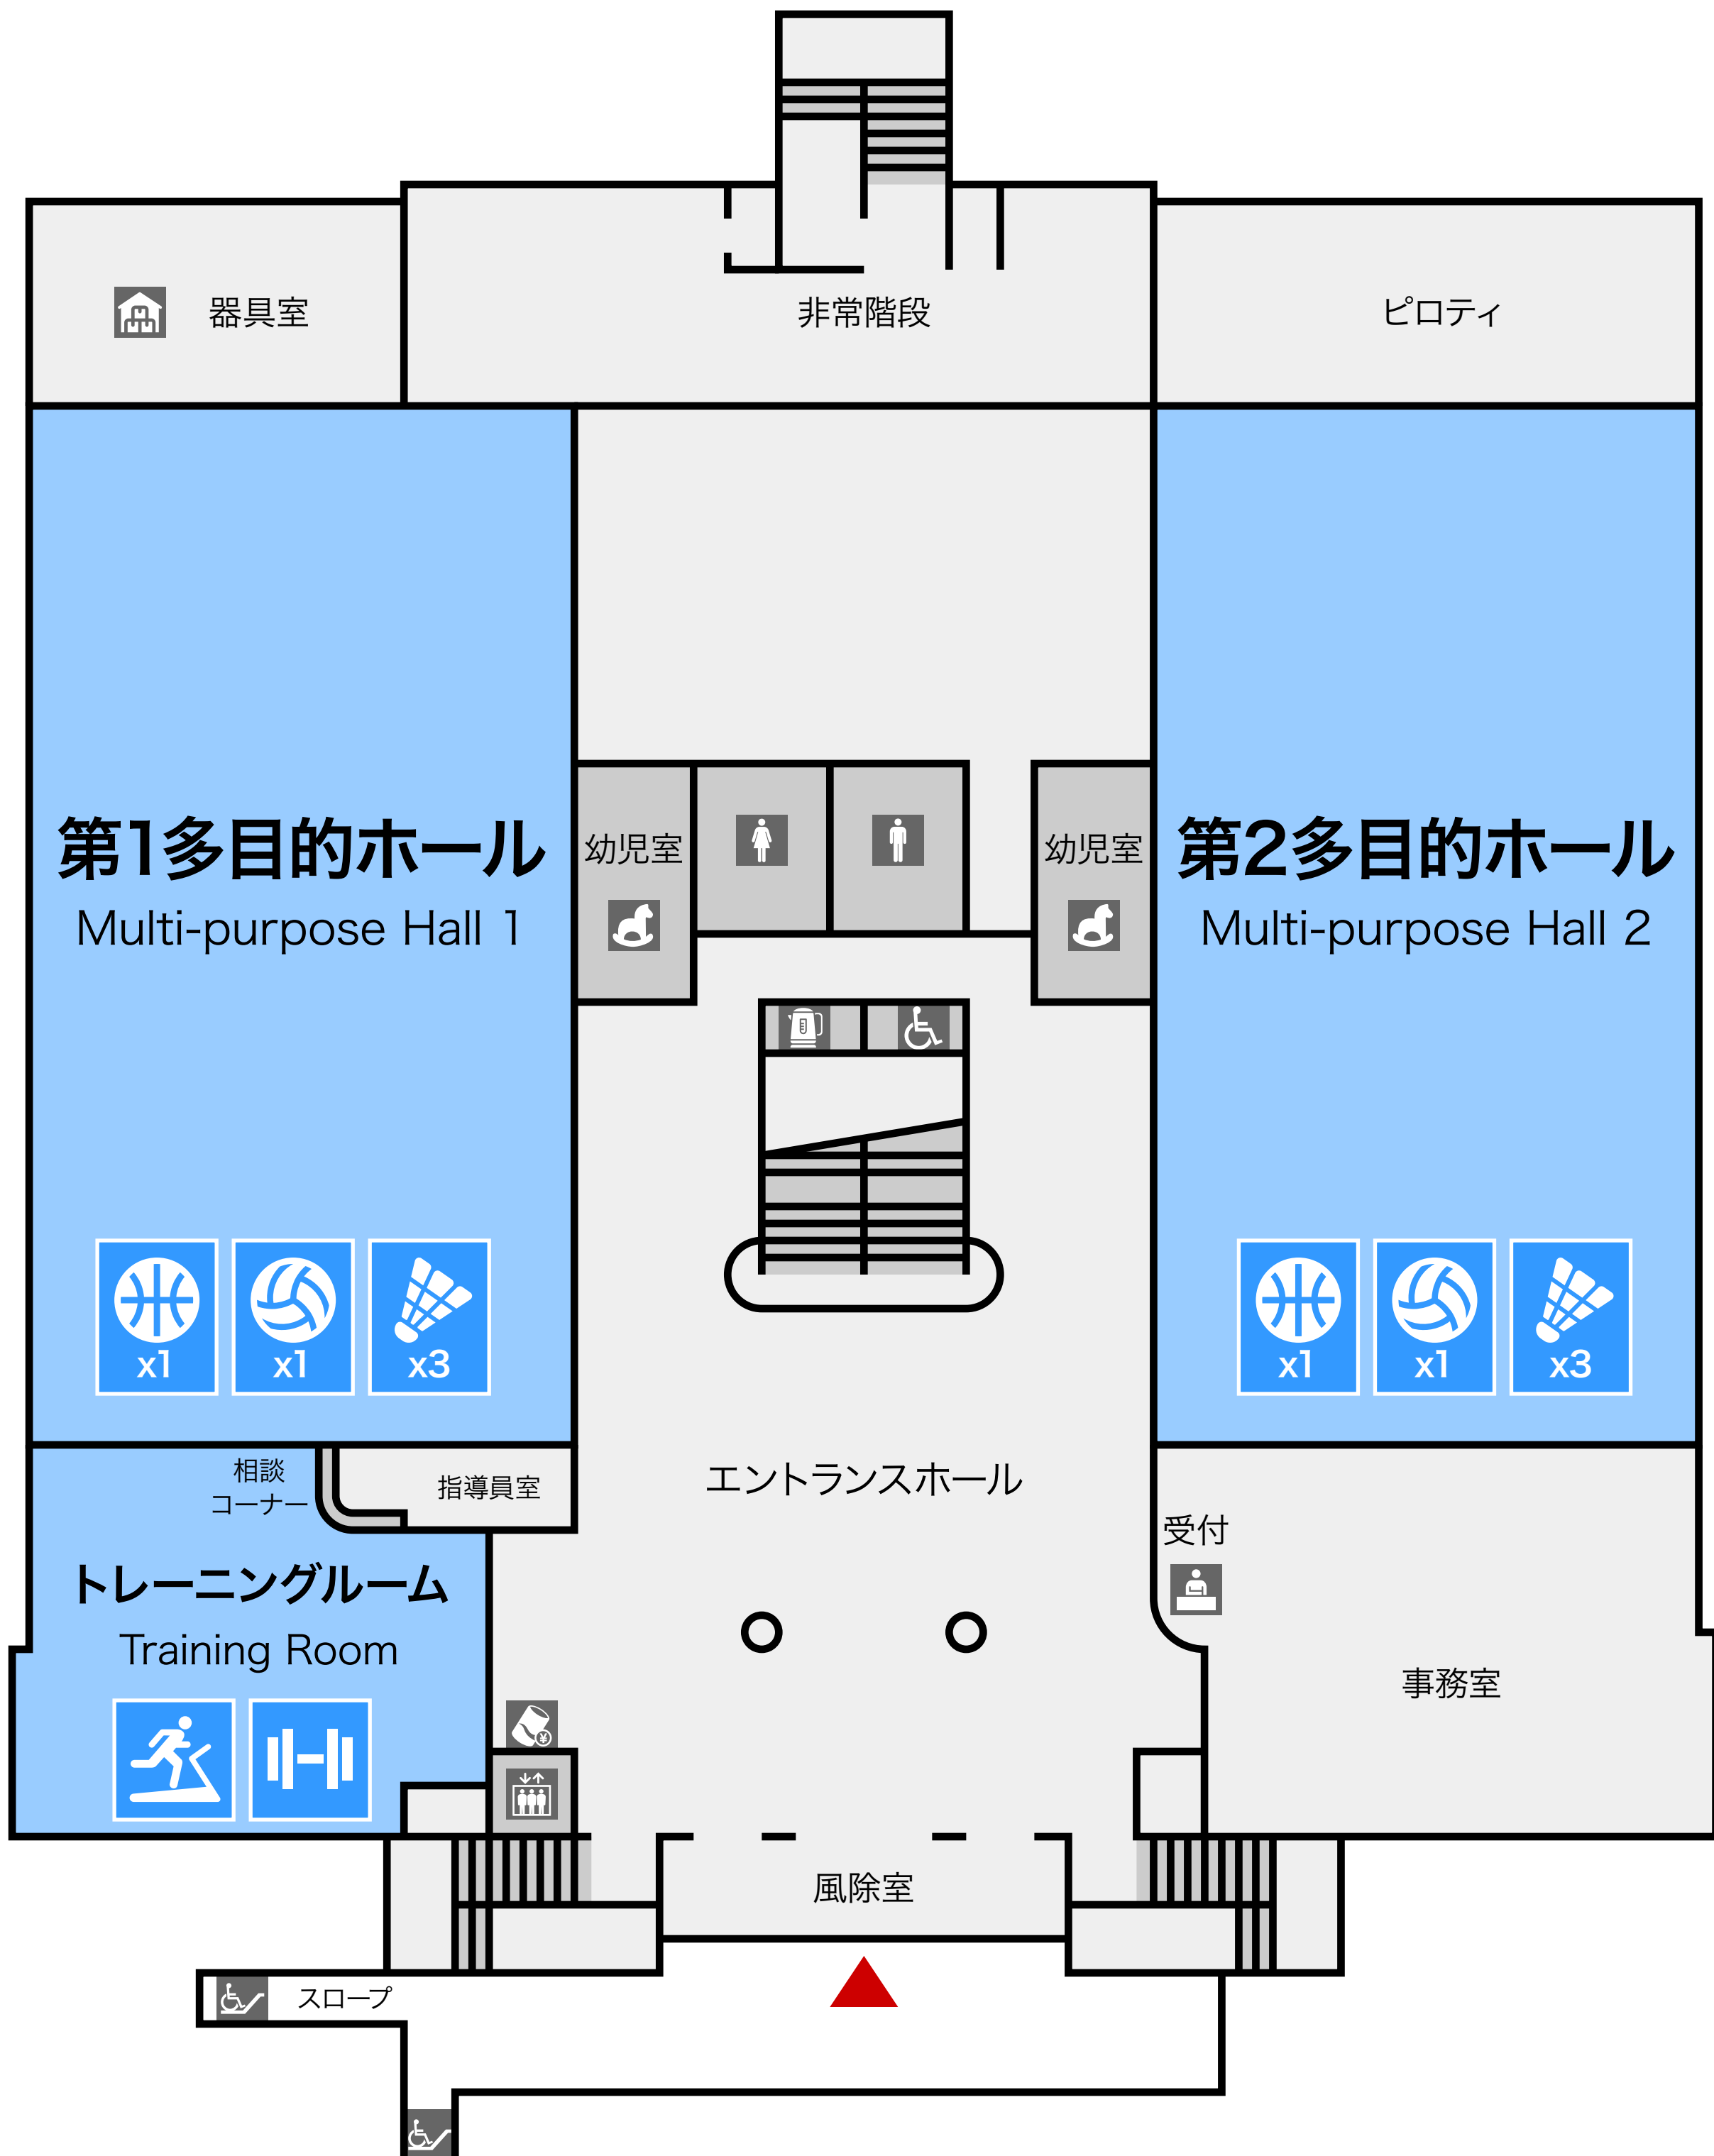 器具室
非常階段
ピロティ
第1多目的ホール
Multi-purpose Hall 1
幼児室
幼児室
第2多目的ホール
Multi-purpose Hall 2
x1
x1
x3
x1
x1
x3
相談
コーナー
指導員室
エントランスホール
受付
トレーニングルーム
Training Room
事務室
¥
風除室
スロープ